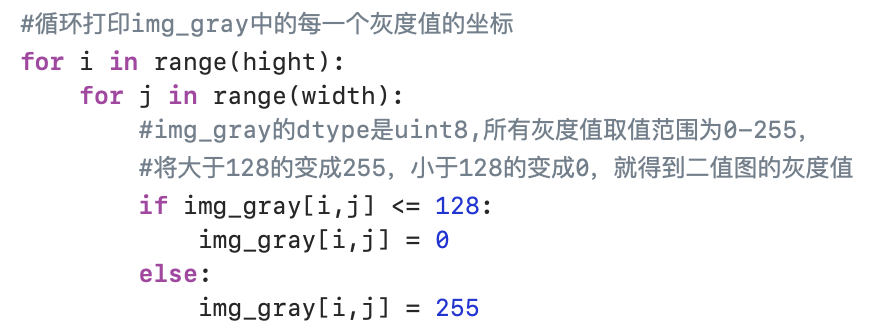 #循环打印img_gray中的每一个灰度值的坐标
for i in range(hight):
    for j in range(width):
        #img_gray的dtype是uint8,所有灰度值取值范围为0-255，
        #将大于128的变成255，小于128的变成0，就得到二值图的灰度值
        if img_gray[i,j] <= 128:
            img_gray[i,j] = 0
        else:
            img_gray[i,j] = 255